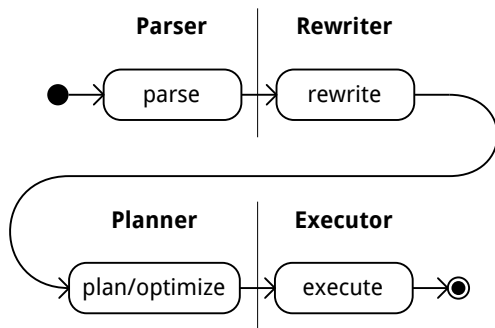 Parser Rewriter
parse rewrite
Planner Executor
plan/optimize execute